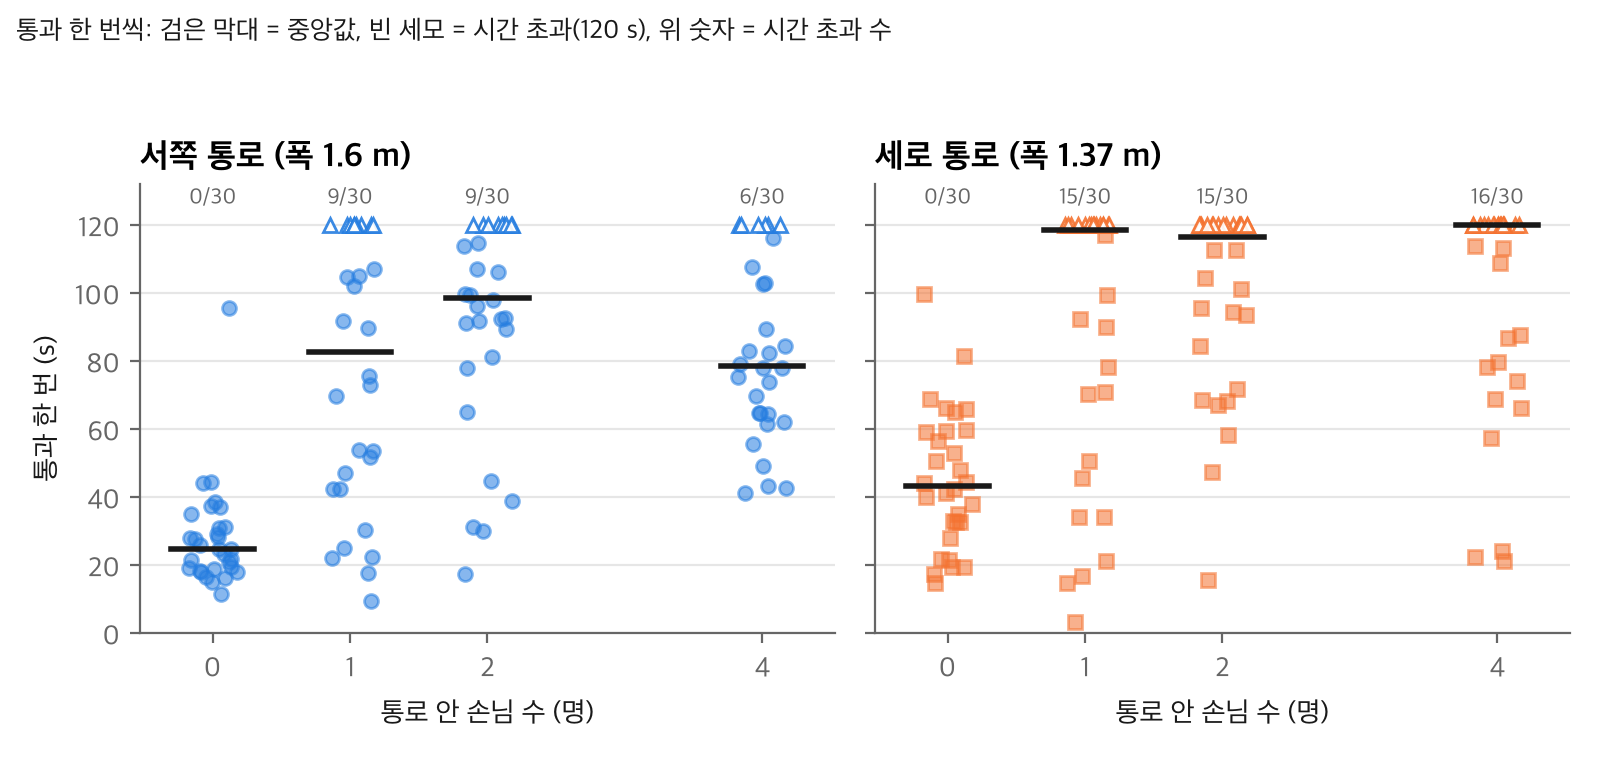 통과 한 번씩: 검은 막대 = 중앙값, 빈 세모 = 시간 초과(120 s), 위 숫자 = 시간 초과 수
서쪽 통로 (폭 1.6 m)
0/30 9/30 9/30 6/30
120
100
80
60
40
20
0
통과 한 번 (s)
0 1 2 4
통로 안 손님 수 (명)
세로 통로 (폭 1.37 m)
0/30 15/30 15/30 16/30
0 1 2 4
통로 안 손님 수 (명)